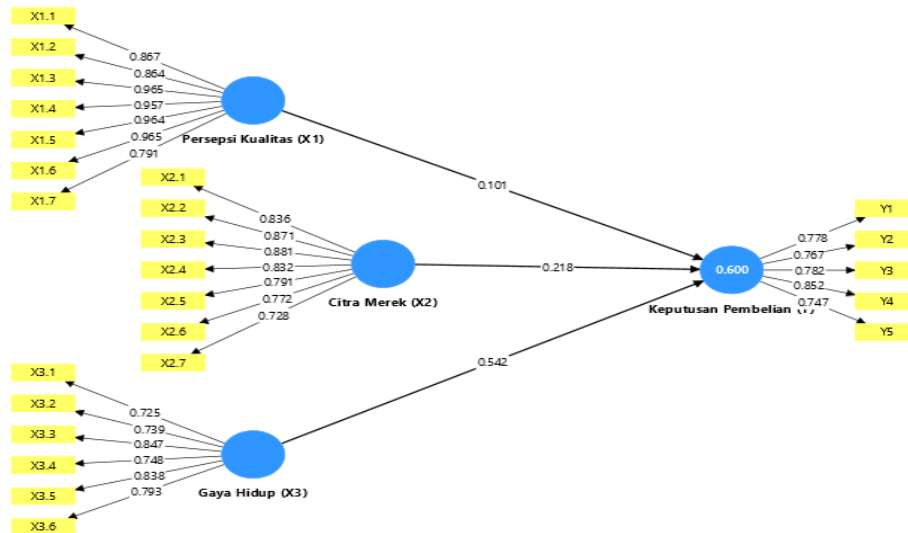 X1.1
X1.2
X1.3
X1.4
X1.5
X1.6
X1.7
0.867
0.864
0.965
0.957
0.964
0.965
0.791
Persepsi Kualitas (X1)
0.101
X2.1
X2.2
X2.3
X2.4
X2.5
X2.6
X2.7
0.836
0.871
0.881
0.832
0.791
0.772
0.728
Citra Merek (X2)
0.218
X3.1
X3.2
X3.3
X3.4
X3.5
X3.6
0.725
0.739
0.847
0.748
0.838
0.793
Gaya Hidup (X3)
0.542
0.600
Keputusan Pembelian
0.778
0.767
0.782
0.852
0.747
Y1
Y2
Y3
Y4
Y5